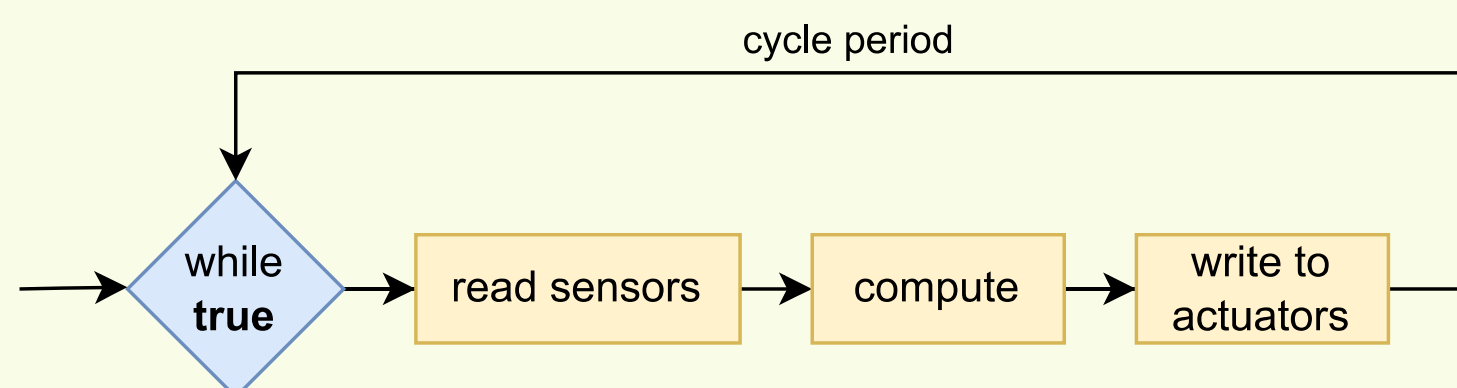 cycle period
while
true
read sensors
compute
write to
actuators